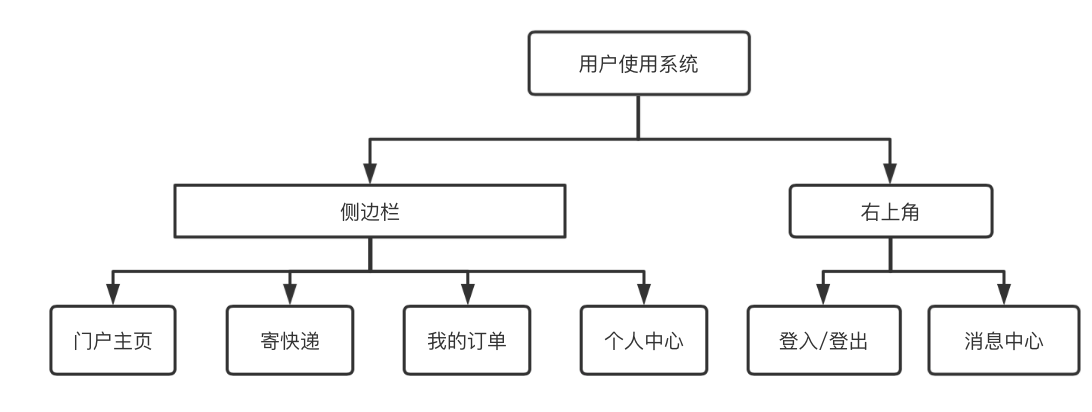 用户使用系统
侧边栏
右上角
门户主页
寄快递
我的订单
个人中心
登入/登出
消息中心